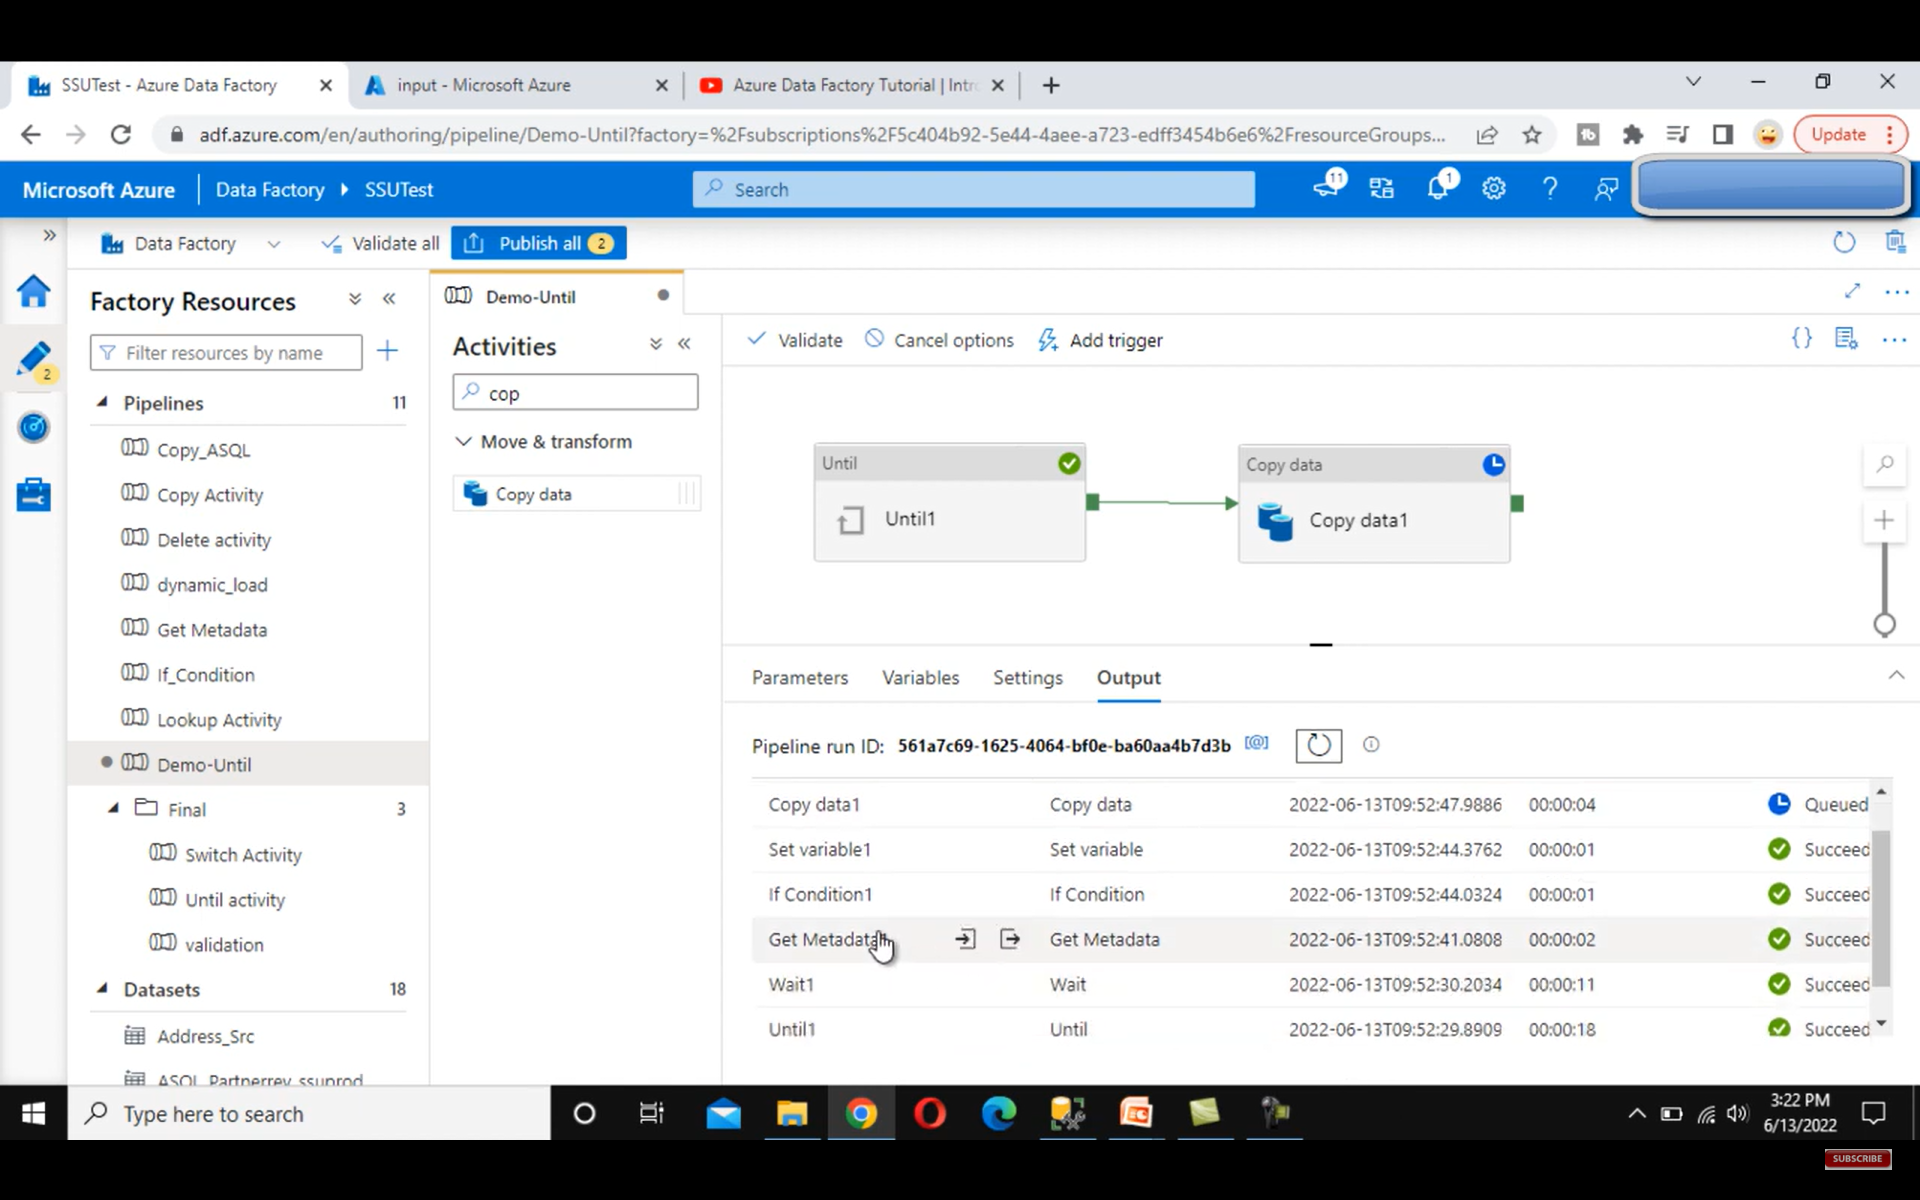 SSUTest - Azure Data Factory
input - Microsoft Azure
Azure Data Factory Tutorial | Intr
adf.azure.com/en/authoring/pipeline/Demo-Until?factory=%2Fsubscriptions%2F5c404b92-5e44-4aee-a723-edff3454b6e6%2FresourceGroups...
Update
Microsoft Azure
Data Factory
SSUTest
Search
11
1
Data Factory
Validate all
Publish all 2
Factory Resources
Demo-Until
Filter resources by name
2
Pipelines 11
Copy_ASQL
Copy Activity
Delete activity
dynamic_load
Get Metadata
If_Condition
Lookup Activity
Demo-Until
Final 3
Switch Activity
Until activity
validation
Datasets 18
Address_Src
ASQL_Partnerrev_ssuprod
Activities
cop
Move & transform
Copy data
Validate
Cancel options
Add trigger
Until
Until1
Copy data
Copy data1
Parameters
Variables
Settings
Output
Pipeline run ID: 561a7c69-1625-4064-bf0e-ba60aa4b7d3b
Copy data1 Copy data 2022-06-13T09:52:47.9886 00:00:04 Queued
Set variable1 Set variable 2022-06-13T09:52:44.3762 00:00:01 Succeed
If Condition1 If Condition 2022-06-13T09:52:44.0324 00:00:01 Succeed
Get Metadata Get Metadata 2022-06-13T09:52:41.0808 00:00:02 Succeed
Wait1 Wait 2022-06-13T09:52:30.2034 00:00:11 Succeed
Until1 Until 2022-06-13T09:52:29.8909 00:00:18 Succeed
Type here to search
3:22 PM
6/13/2022
SUBSCRIBE